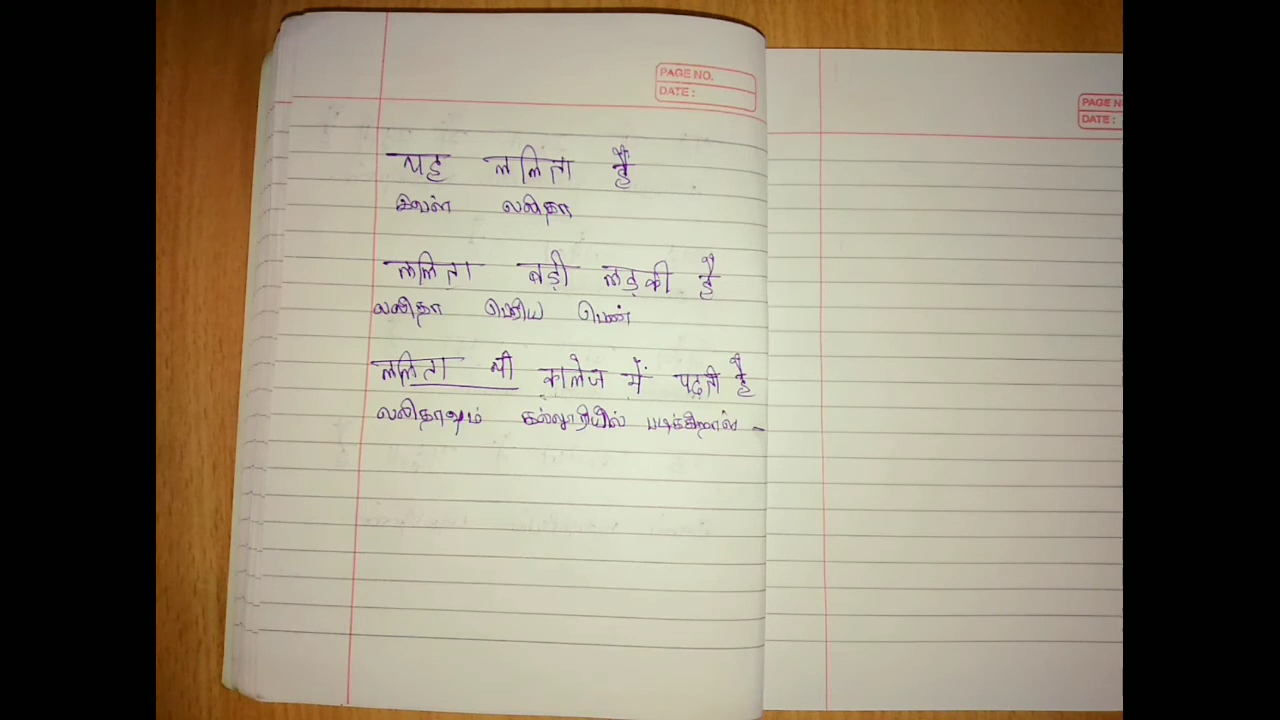 PAGE NO.
DATE :
यह ललिता है
இவள் லலிதா
ललिता बड़ी लड़की है
லலிதா பெரிய பெண்
ललिता भी कालेज में पढ़ती है
லலிதாவும் கல்லூரியில் படிக்கிறாள் -
PAGE N
DATE :